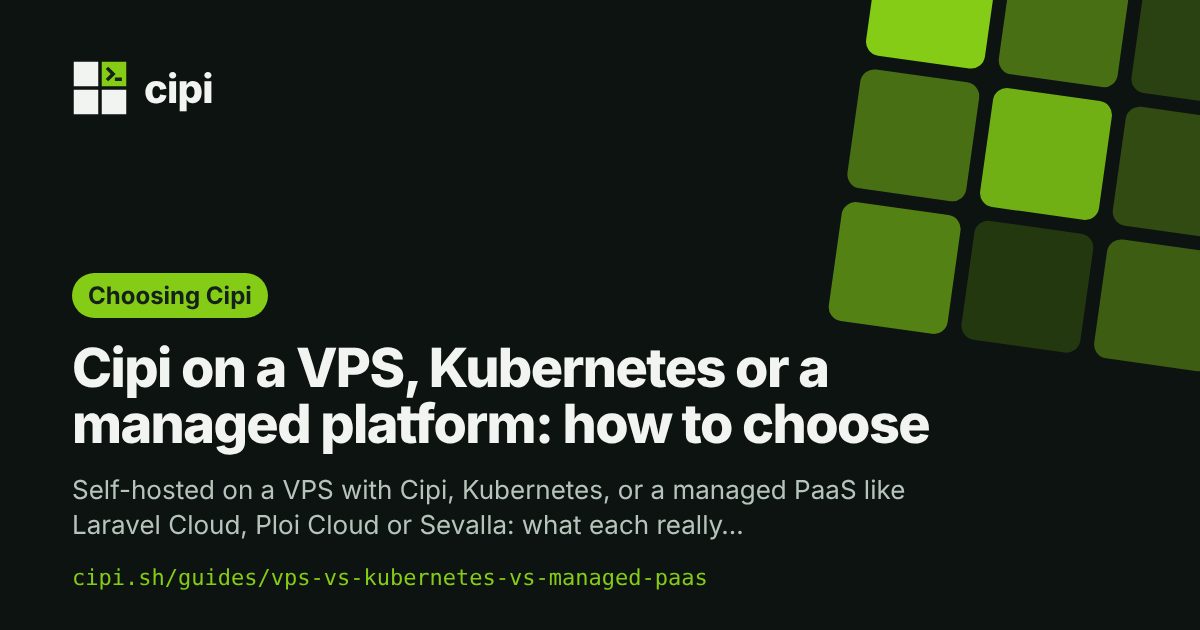 cipi
Choosing Cipi
Cipi on a VPS, Kubernetes or a
managed platform: how to choose
Self-hosted on a VPS with Cipi, Kubernetes, or a managed PaaS like
Laravel Cloud, Ploi Cloud or Sevalla: what each really...
cipi.sh/guides/vps-vs-kubernetes-vs-managed-paas